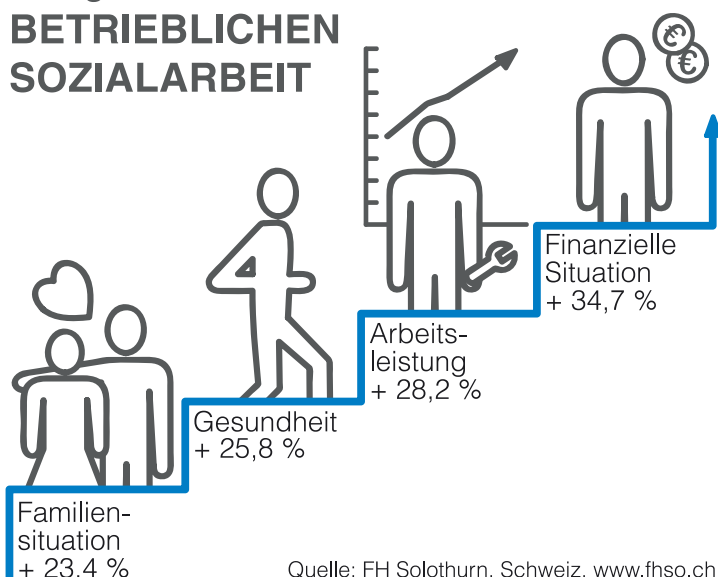 BETRIEBLICHEN
SOZIALARBEIT
€
€
Finanzielle
Situation
+ 34,7 %
Arbeits-
leistung
+ 28,2 %
Gesundheit
+ 25,8 %
Familien-
situation
+ 23,4 %
Quelle: FH Solothurn, Schweiz, www.fhso.ch